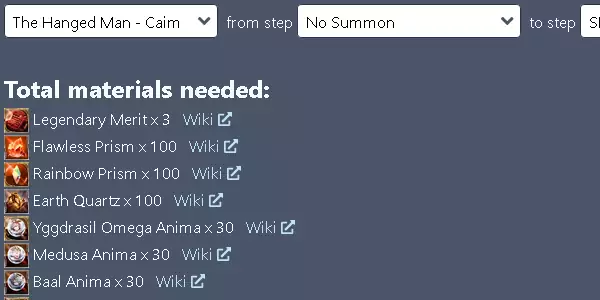 The Hanged Man - Caim from step No Summon to step
Total materials needed:
Legendary Merit x 3 Wiki
Flawless Prism x 100 Wiki
Rainbow Prism x 100 Wiki
Earth Quartz x 100 Wiki
Yggdrasil Omega Anima x 30 Wiki
Medusa Anima x 30 Wiki
Baal Anima x 30 Wiki